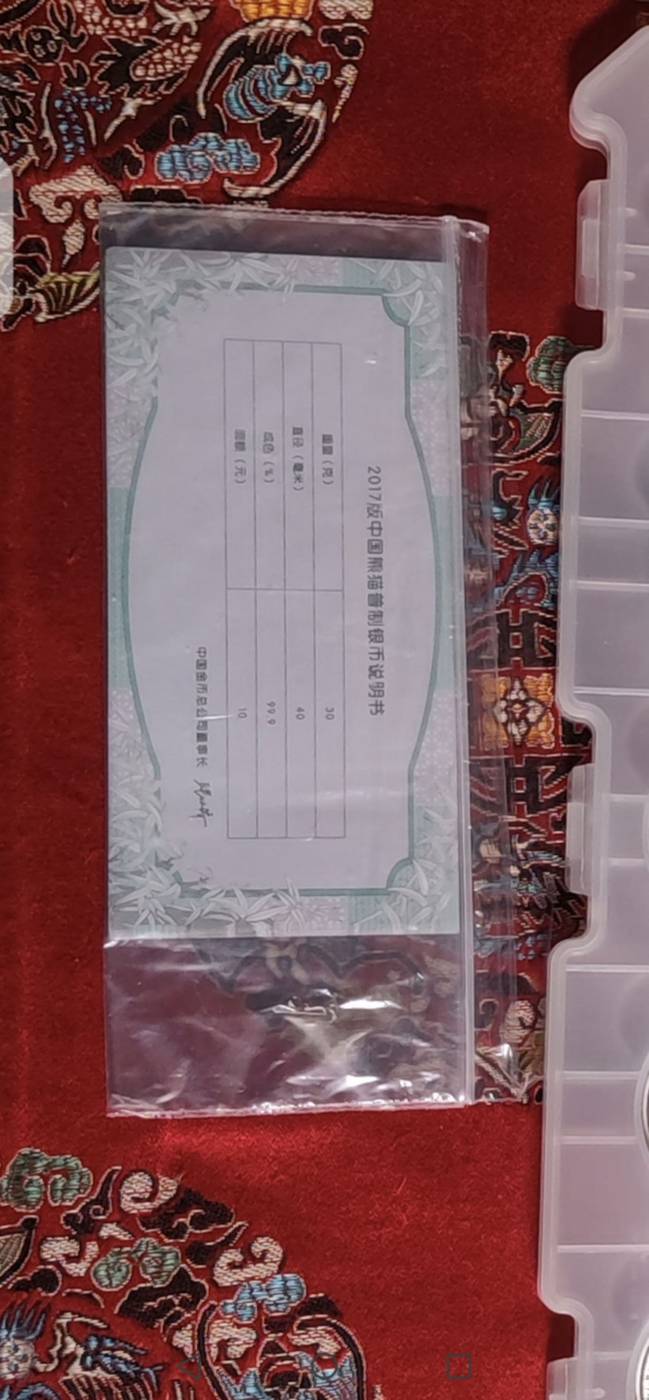 2017版中国熊猫普制银币说明书
重量（克） 30
直径（毫米） 40
成色（%） 99.9
面额（元） 10
中国金币总公司董事长